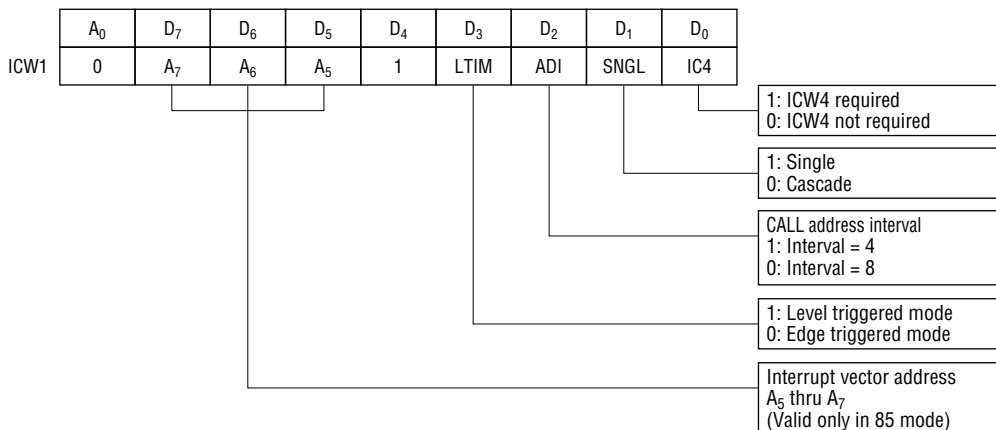 A₀ D₇ D₆ D₅ D₄ D₃ D₂ D₁ D₀
ICW1 0 A₇ A₆ A₅ 1 LTIM ADI SNGL IC4
1: ICW4 required
0: ICW4 not required
1: Single
0: Cascade
CALL address interval
1: Interval = 4
0: Interval = 8
1: Level triggered mode
0: Edge triggered mode
Interrupt vector address
A₅ thru A₇
(Valid only in 85 mode)